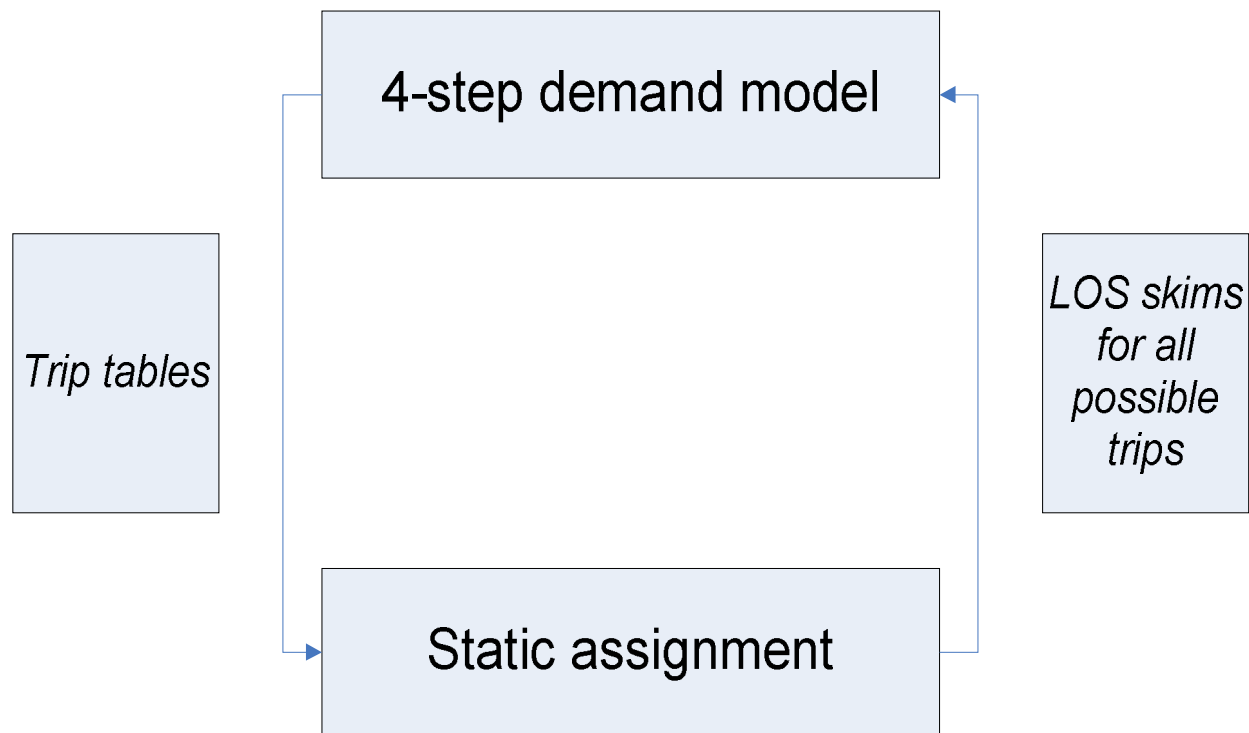 4-step demand model
Trip tables
LOS skims
for all
possible
trips
Static assignment